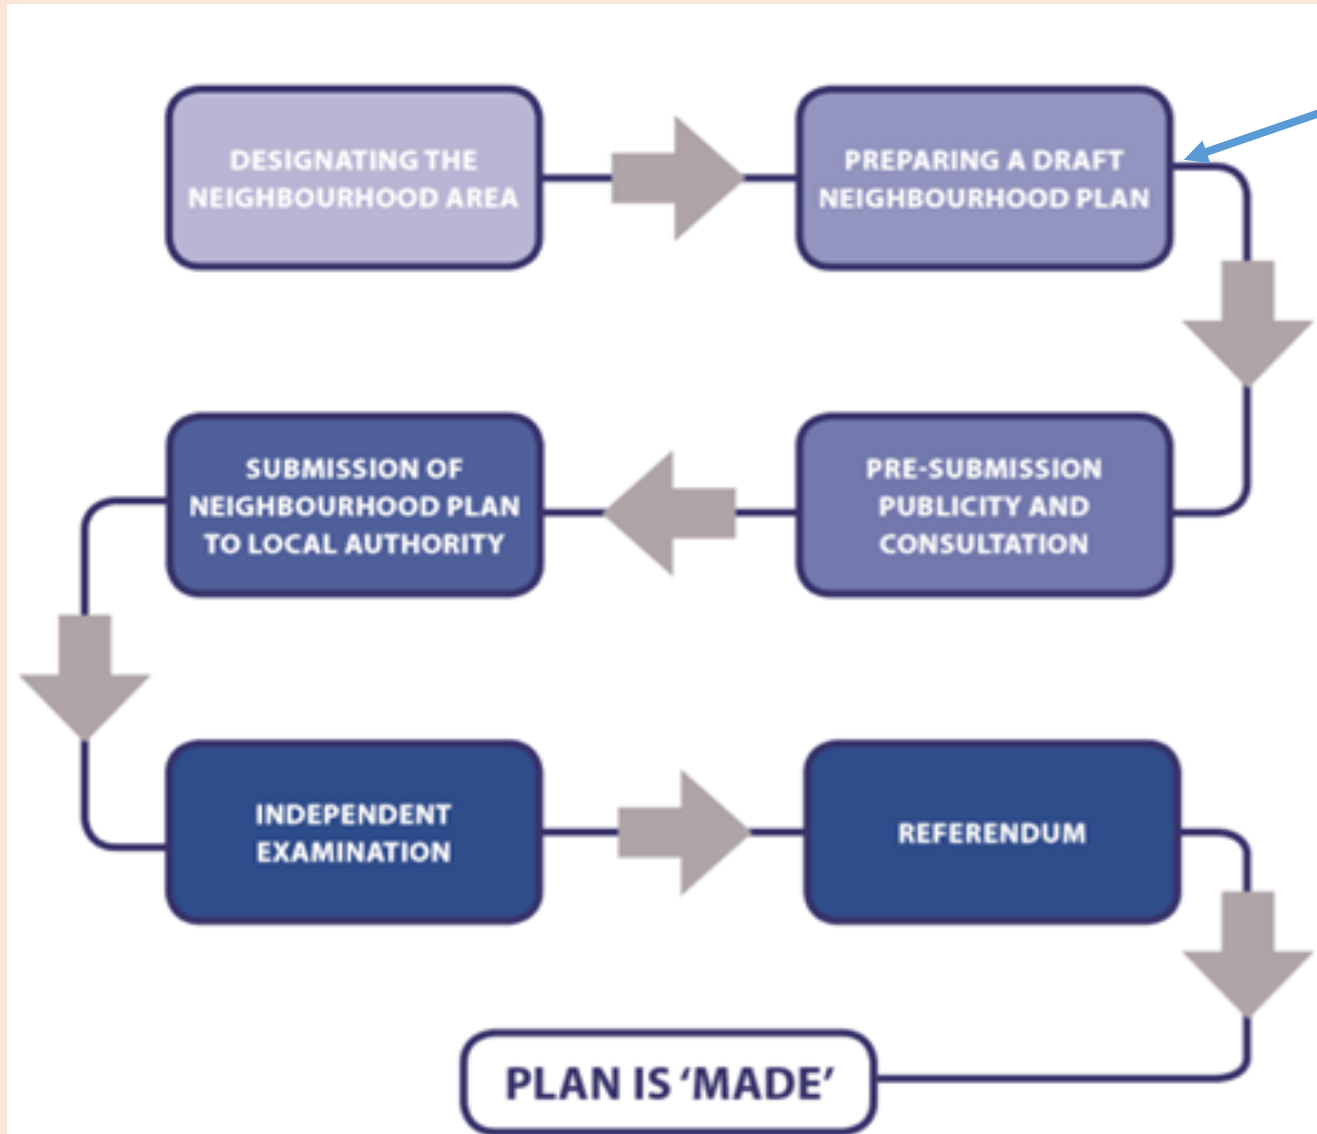 DESIGNATING THE
NEIGHBOURHOOD AREA
PREPARING A DRAFT
NEIGHBOURHOOD PLAN
PRE-SUBMISSION
PUBLICITY AND
CONSULTATION
SUBMISSION OF
NEIGHBOURHOOD PLAN
TO LOCAL AUTHORITY
INDEPENDENT
EXAMINATION
REFERENDUM
PLAN IS ‘MADE’